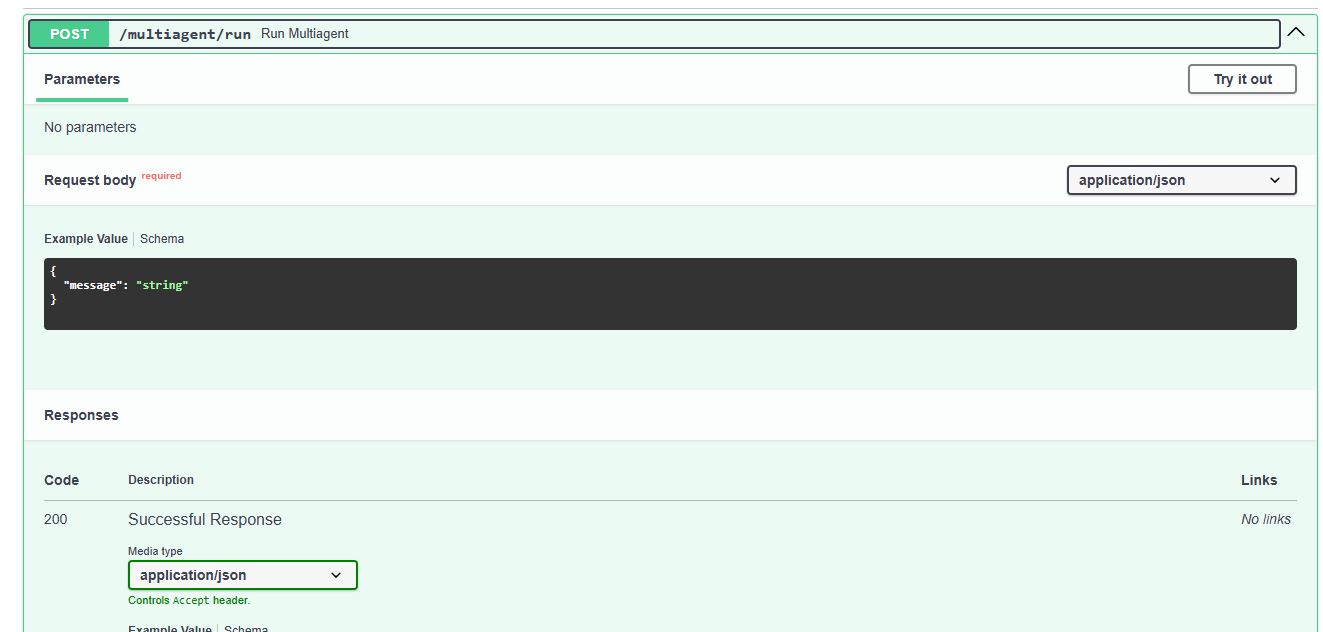 POST /multiagent/run Run Multiagent
Parameters Try it out
No parameters
Request body required application/json
Example Value Schema
{
"message": "string"
}
Responses
Code Description Links
200 Successful Response No links
Media type
application/json
Controls Accept header.
Example Value Schema